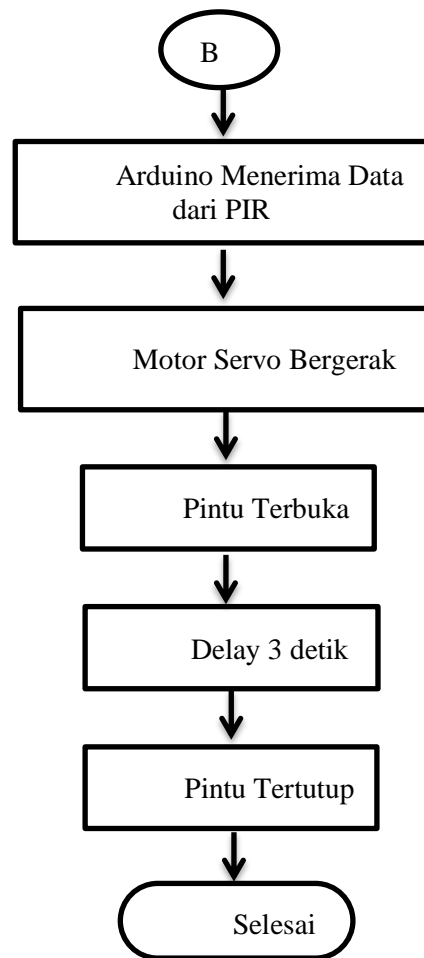 B
Arduino Menerima Data
dari PIR
Motor Servo Bergerak
Pintu Terbuka
Delay 3 detik
Pintu Tertutup
Selesai